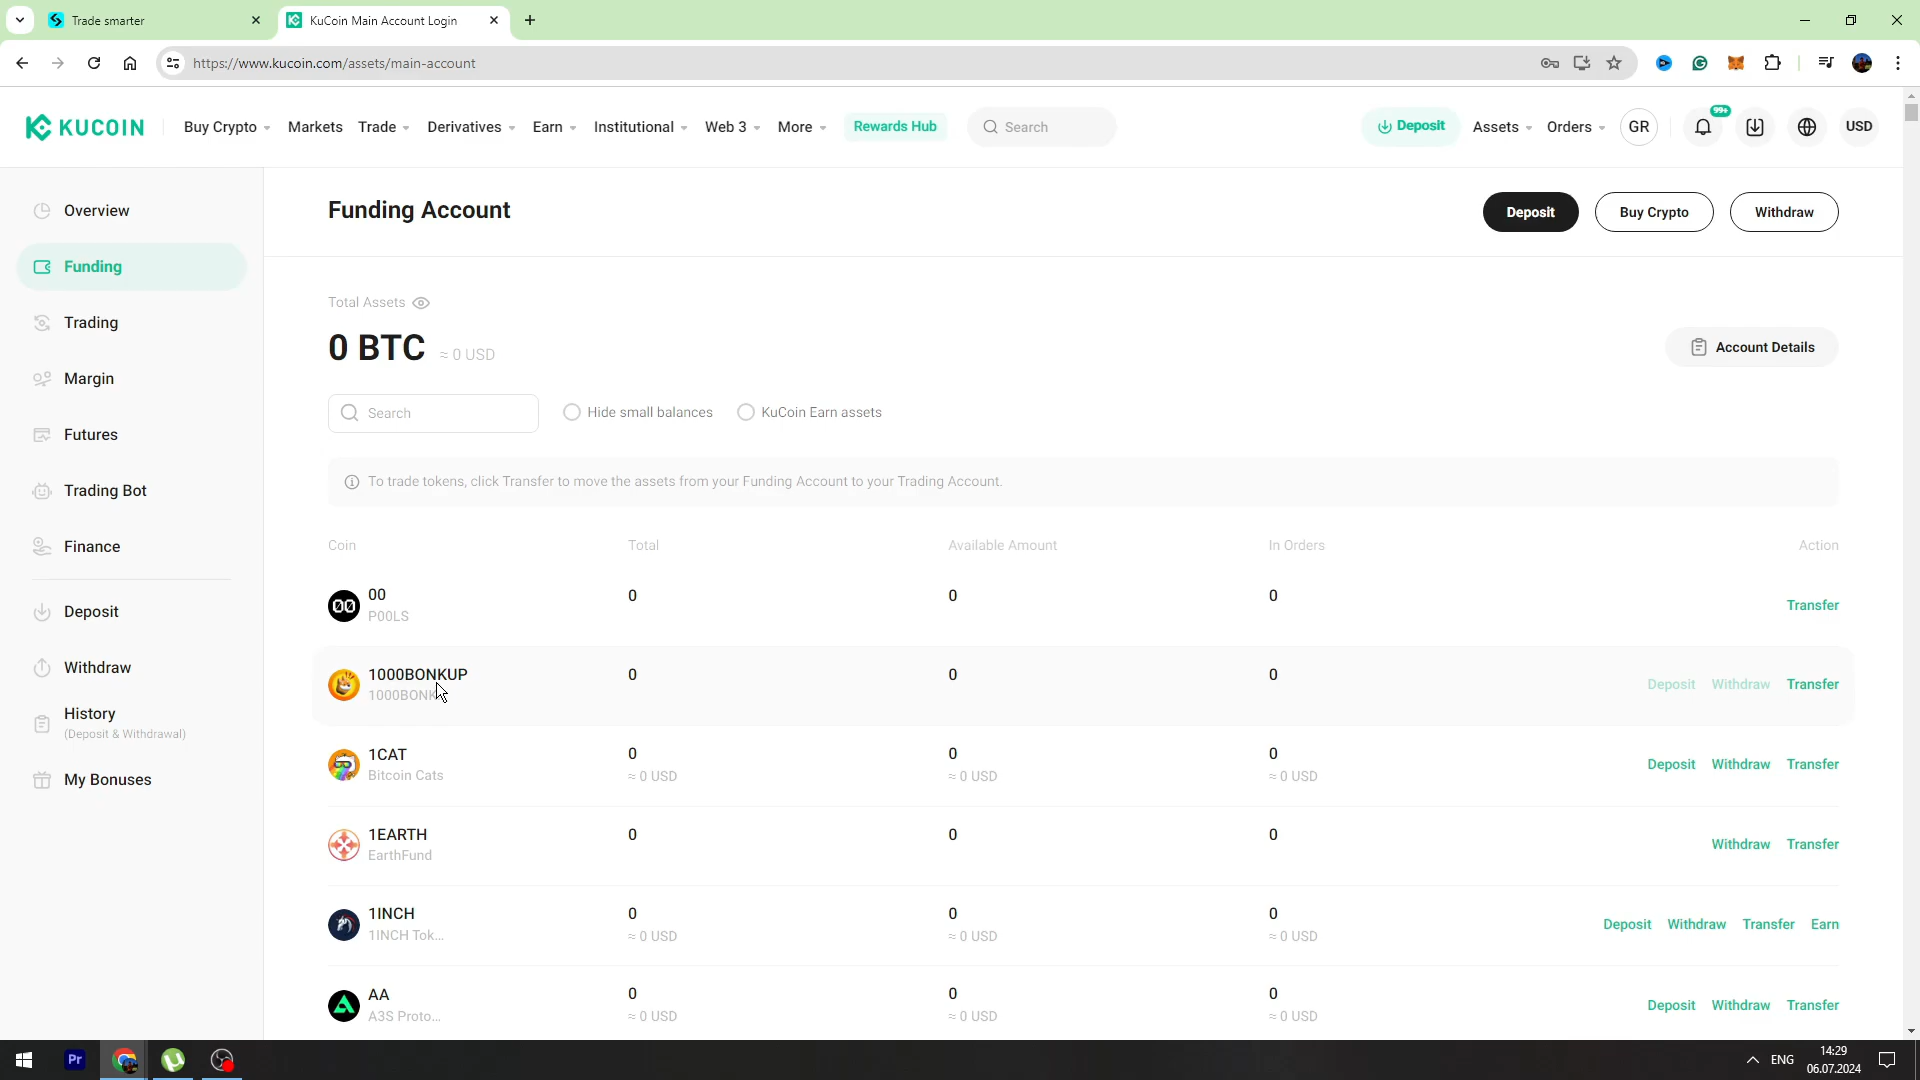 Trade smarter
KuCoin Main Account Login
https://www.kucoin.com/assets/main-account
KUCOIN
Buy Crypto
Markets
Trade
Derivatives
Earn
Institutional
Web 3
More
Rewards Hub
Search
Deposit
Assets
Orders
GR
99+
USD
Overview
Funding
Trading
Margin
Futures
Trading Bot
Finance
Deposit
Withdraw
History
(Deposit & Withdrawal)
My Bonuses
Funding Account
Deposit
Buy Crypto
Withdraw
Total Assets
0 BTC ≈ 0 USD
Account Details
Search
Hide small balances
KuCoin Earn assets
To trade tokens, click Transfer to move the assets from your Funding Account to your Trading Account.
Coin Total Available Amount In Orders Action
00 0 0 0
P00LS
Transfer
1000BONKUP 0 0 0
1000BONK
Deposit Withdraw Transfer
1CAT 0 0 0
Bitcoin Cats ≈ 0 USD ≈ 0 USD ≈ 0 USD
Deposit Withdraw Transfer
1EARTH 0 0 0
EarthFund
Withdraw Transfer
1INCH 0 0 0
1INCH Tok... ≈ 0 USD ≈ 0 USD ≈ 0 USD
Deposit Withdraw Transfer Earn
AA 0 0 0
A3S Proto... ≈ 0 USD ≈ 0 USD ≈ 0 USD
Deposit Withdraw Transfer
Pr
ENG
14:29
06.07.2024